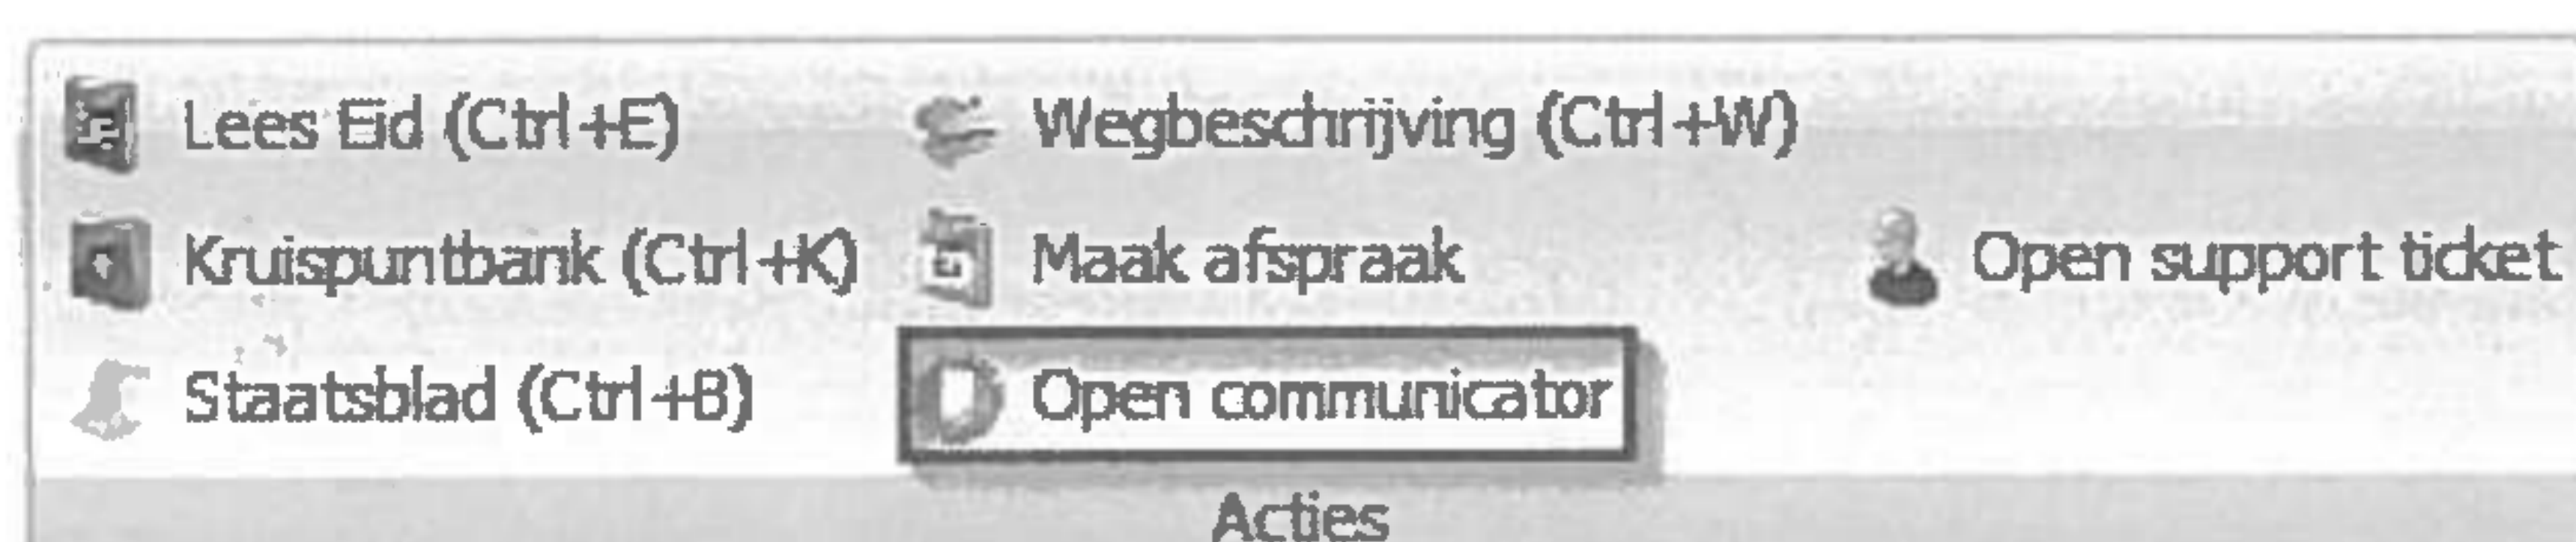 Lees Eid (Ctrl+E)
Wegbeschrijving (Ctrl+W)
Kruispuntbank (Ctrl+K)
Maak afspraak
Open support ticket
Staatsblad (Ctrl+B)
Open communicator
Acties